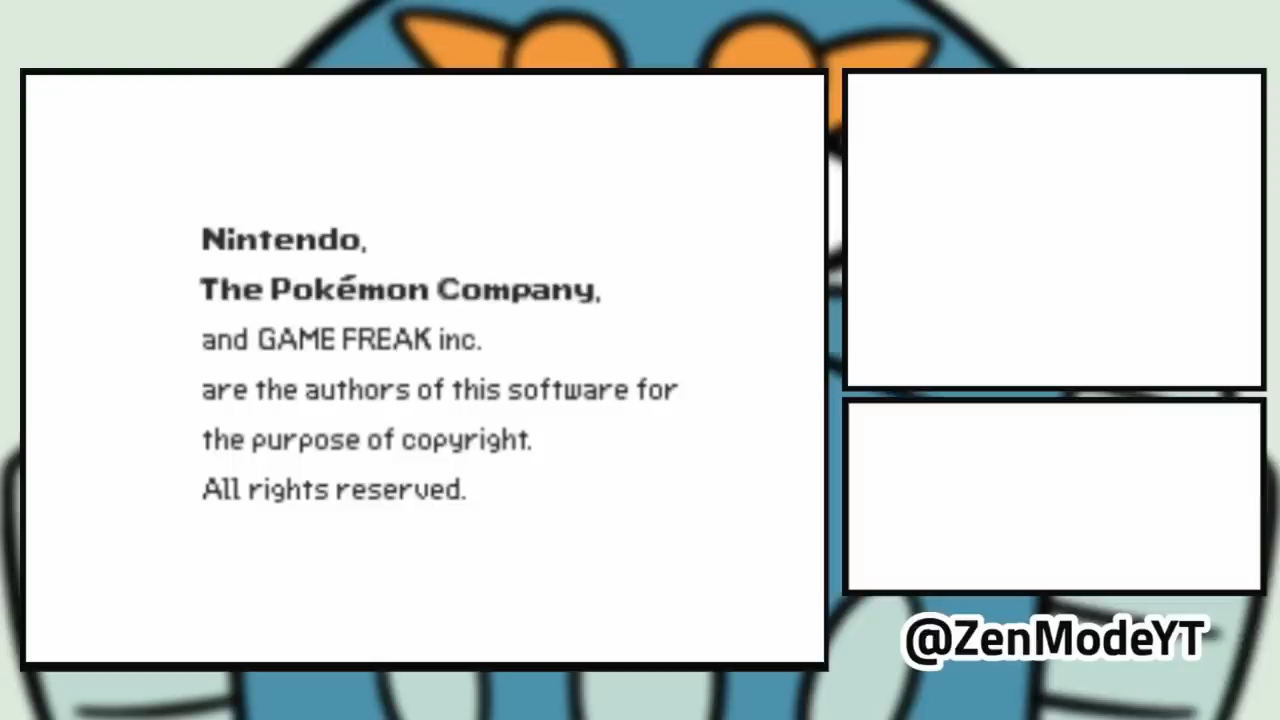 Nintendo,
The Pokémon Company,
and GAME FREAK inc.
are the authors of this software for
the purpose of copyright.
All rights reserved.
@ZenModeYT